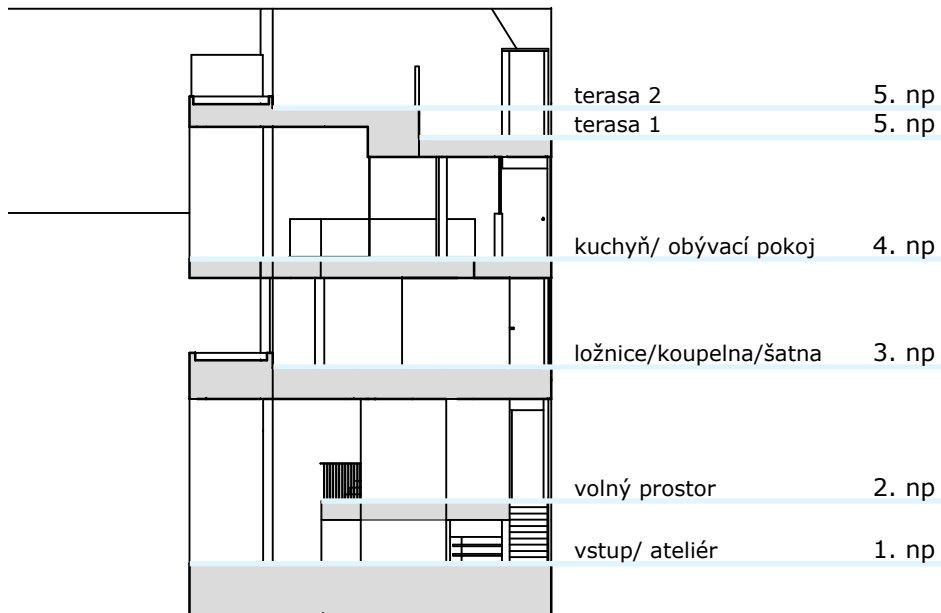 terasa 2 5. np
terasa 1 5. np
kuchyň/ obývací pokoj 4. np
ložnice/koupelna/šatna 3. np
volný prostor 2. np
vstup/ ateliér 1. np